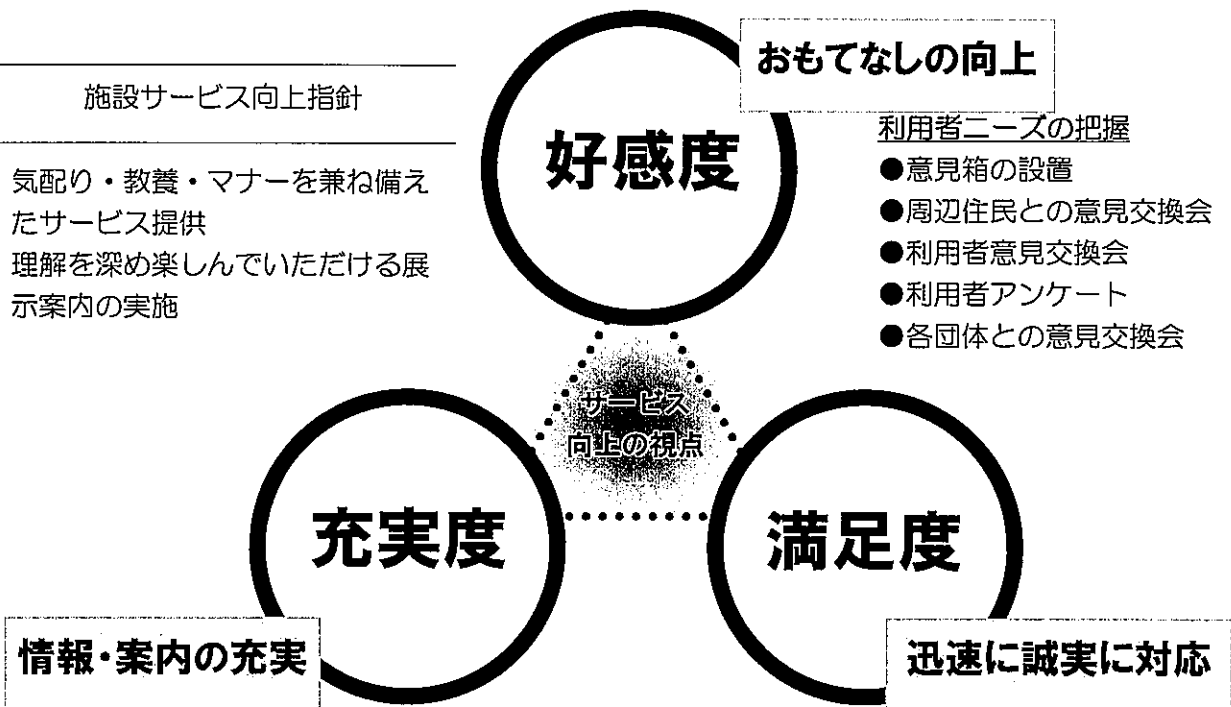 おもてなしの向上
施設サービス向上指針
気配り・教養・マナーを兼ね備え
たサービス提供
理解を深め楽しんでいただける展
示案内の実施
好感度
利用者ニーズの把握
●意見箱の設置
●周辺住民との意見交換会
●利用者意見交換会
●利用者アンケート
●各団体との意見交換会
サービス
向上の視点
充実度
満足度
情報・案内の充実
迅速に誠実に対応